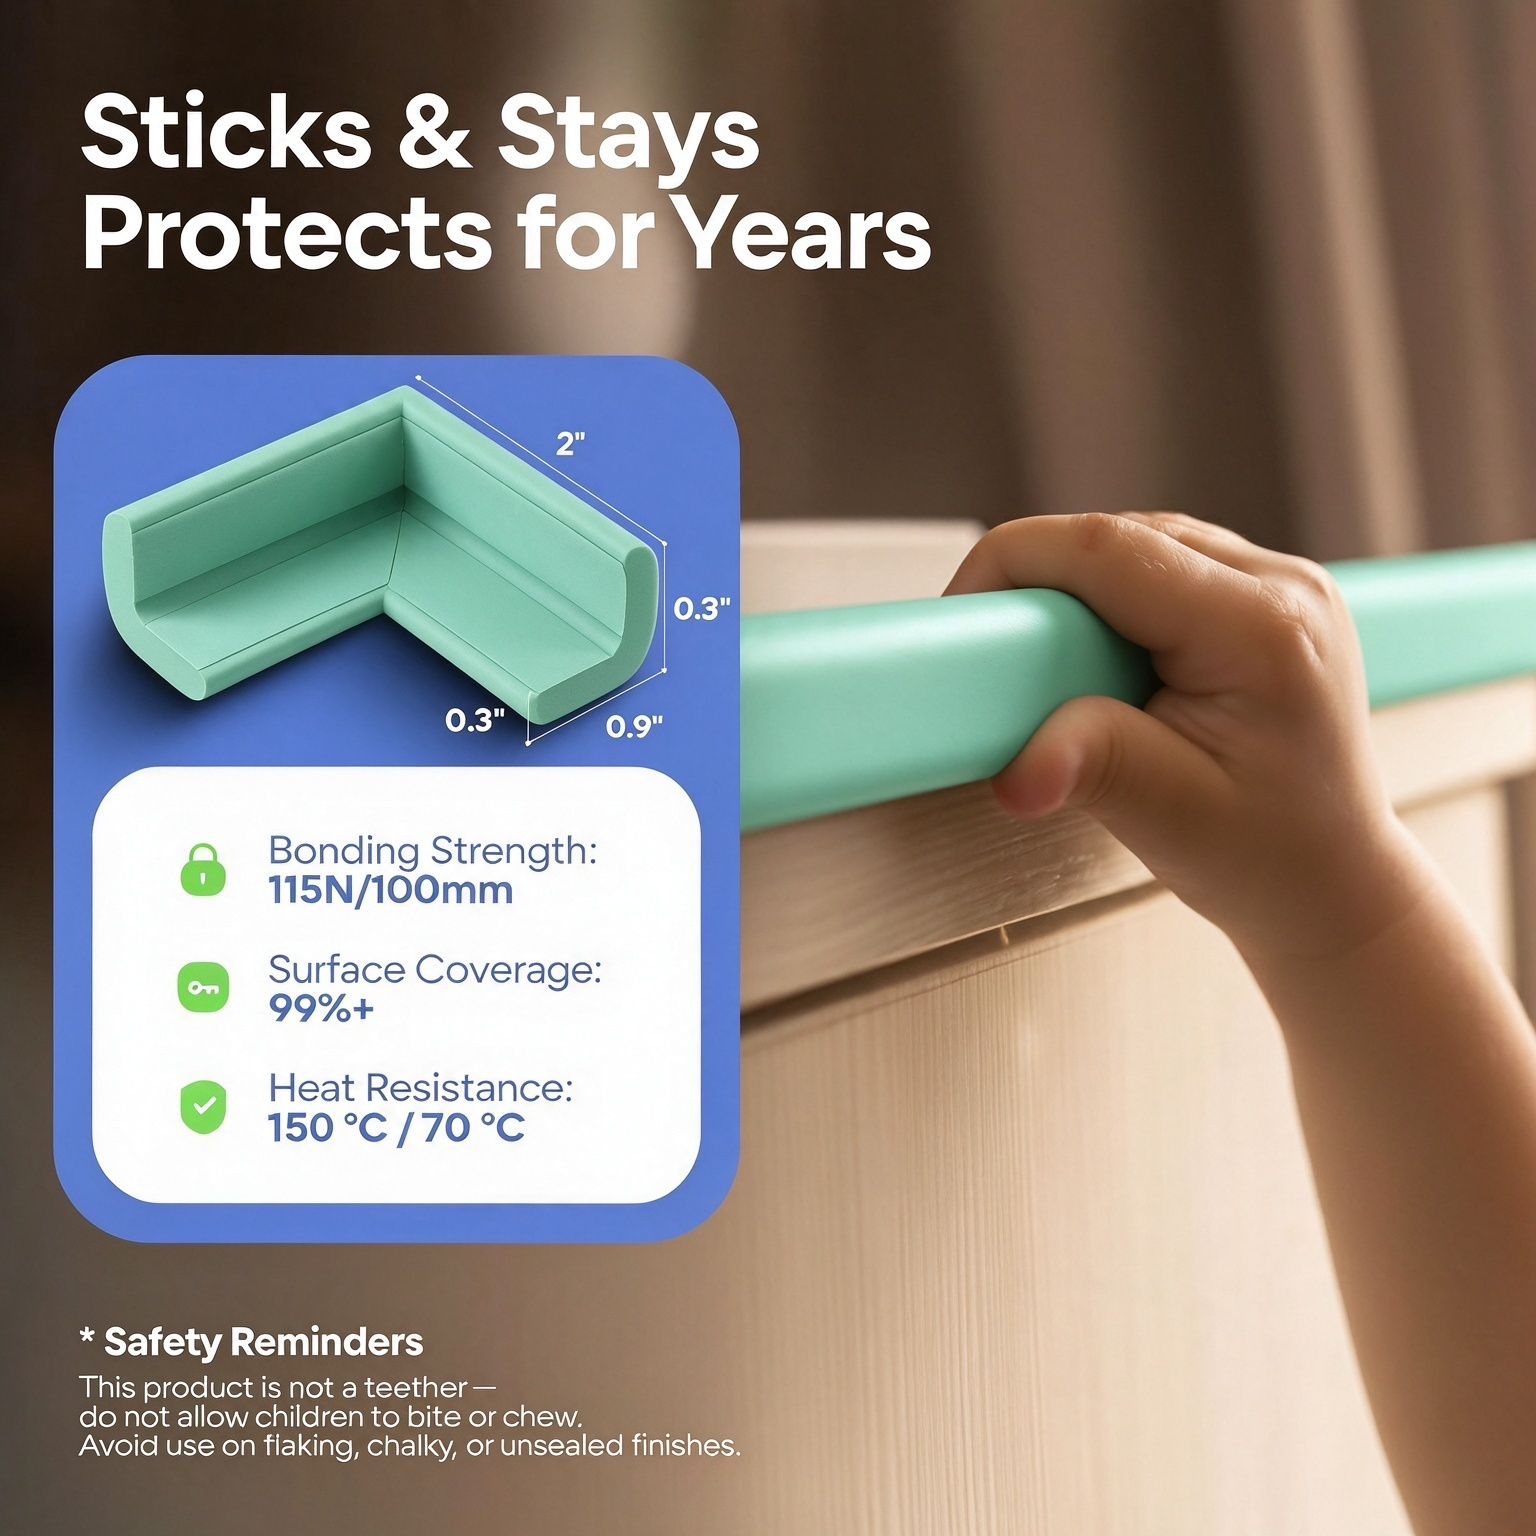 Sticks & Stays
Protects for Years
2"
0.3"
0.3"
0.9"
Bonding Strength:
115N/100mm
Surface Coverage:
99%+
Heat Resistance:
150 °C / 70 °C
* Safety Reminders
This product is not a teether —
do not allow children to bite or chew.
Avoid use on flaking, chalky, or unsealed finishes.